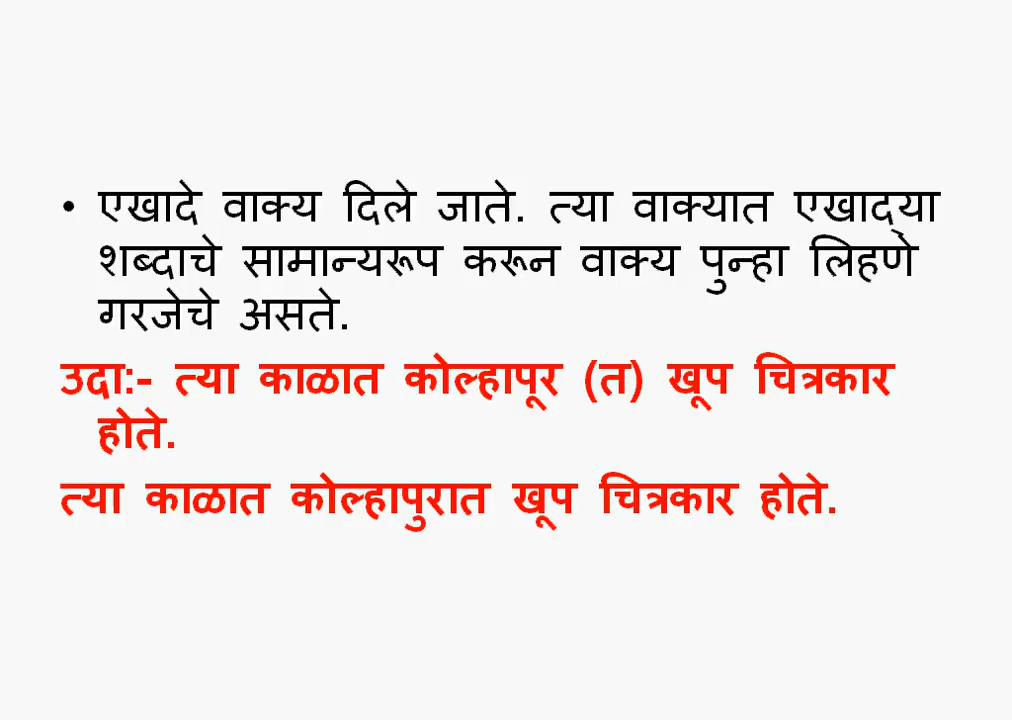 • एखादे वाक्य दिले जाते. त्या वाक्यात एखाद्‌या
शब्दाचे सामान्यरूप करून वाक्य पुन्हा लिहणे
गरजेचे असते.
उदा:- त्या काळात कोल्हापूर (त) खूप चित्रकार
होते.
त्या काळात कोल्हापुरात खूप चित्रकार होते.